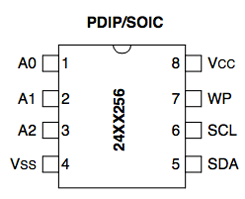 PDIP/SOIC
A0 1 8 VCC
A1 2 7 WP
A2 3 6 SCL
VSS 4 5 SDA
24XX256